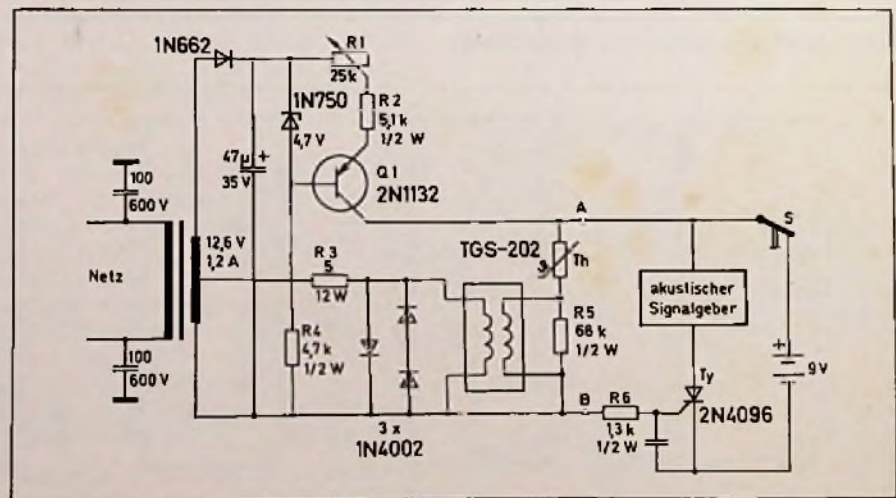 1N662
R1
25k
1N750
4,7 V
R2
5,1 k
1/2 W
47µ +
35 V
Q1
2N1132
100
600 V
A
S
TGS-202
Th
12,6 V
1,2 A
Netz
R3
5
12 W
akustischer
Signalgeber
R5
68 k
1/2 W
R4
4,7 k
1/2 W
+
9 V
Ty
100
600 V
B
R6
2N4096
1,3 k
1/2 W
3 x
1N4002